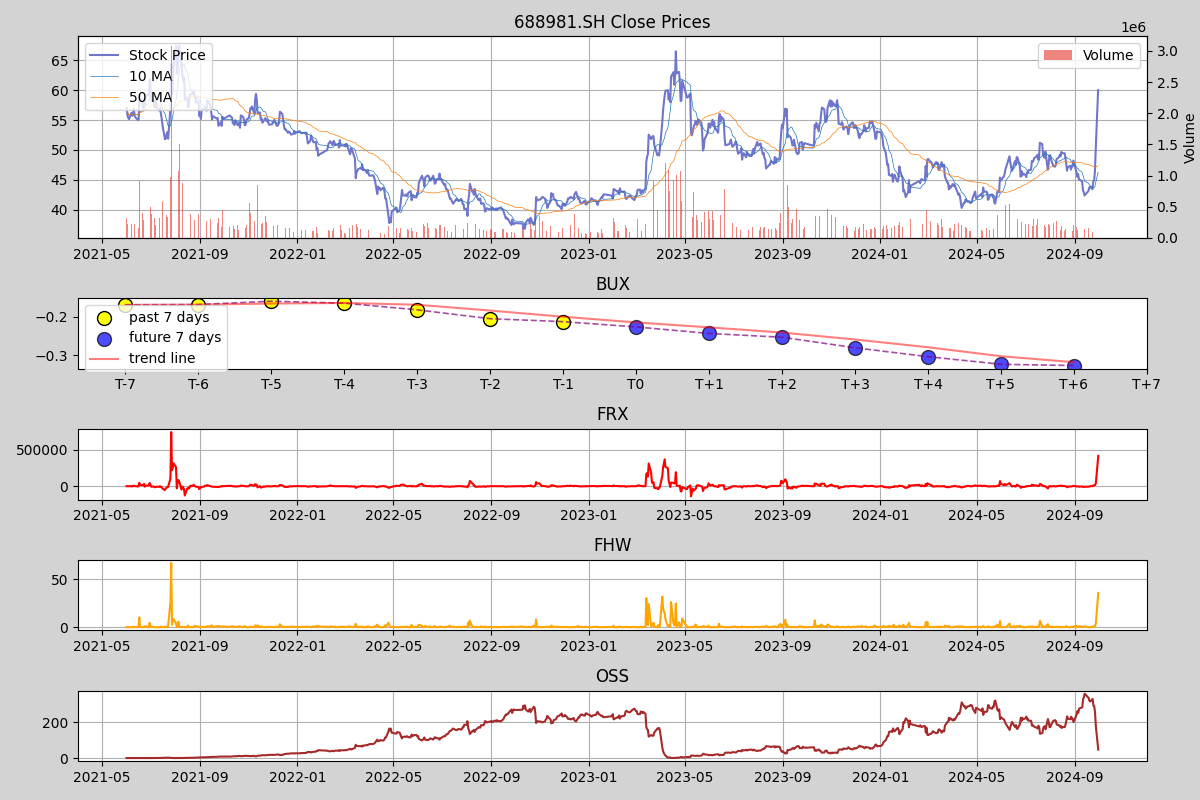 688981.SH Close Prices
1e6
Stock Price
10 MA
50 MA
Volume
65
60
55
50
45
40
3.0
2.5
2.0
1.5
1.0
0.5
0.0
Volume
2021-05 2021-09 2022-01 2022-05 2022-09 2023-01 2023-05 2023-09 2024-01 2024-05 2024-09
BUX
−0.2
−0.3
past 7 days
future 7 days
trend line
T-7 T-6 T-5 T-4 T-3 T-2 T-1 T0 T+1 T+2 T+3 T+4 T+5 T+6 T+7
FRX
500000
0
2021-05 2021-09 2022-01 2022-05 2022-09 2023-01 2023-05 2023-09 2024-01 2024-05 2024-09
FHW
50
0
2021-05 2021-09 2022-01 2022-05 2022-09 2023-01 2023-05 2023-09 2024-01 2024-05 2024-09
OSS
200
0
2021-05 2021-09 2022-01 2022-05 2022-09 2023-01 2023-05 2023-09 2024-01 2024-05 2024-09